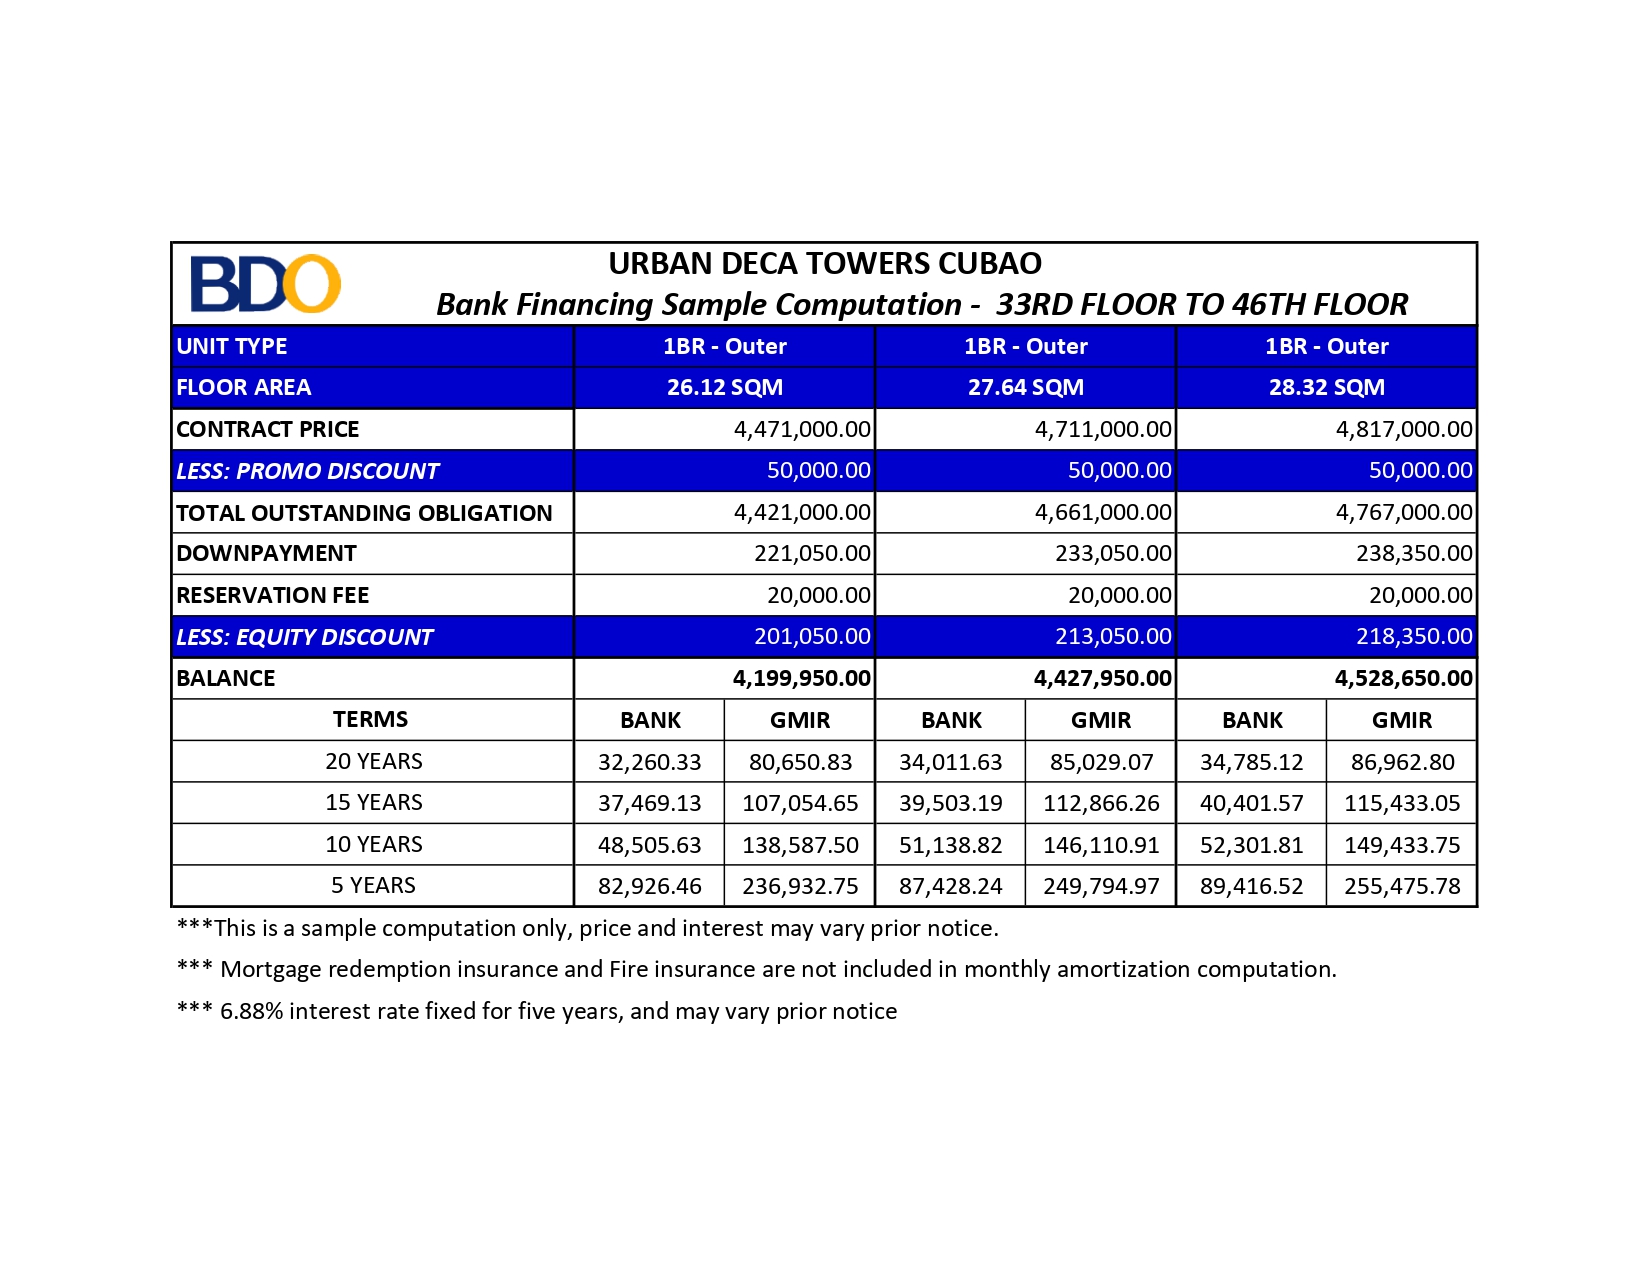 BDO
URBAN DECA TOWERS CUBAO
Bank Financing Sample Computation - 33RD FLOOR TO 46TH FLOOR
UNIT TYPE 1BR - Outer 1BR - Outer 1BR - Outer
FLOOR AREA 26.12 SQM 27.64 SQM 28.32 SQM
CONTRACT PRICE 4,471,000.00 4,711,000.00 4,817,000.00
LESS: PROMO DISCOUNT 50,000.00 50,000.00 50,000.00
TOTAL OUTSTANDING OBLIGATION 4,421,000.00 4,661,000.00 4,767,000.00
DOWNPAYMENT 221,050.00 233,050.00 238,350.00
RESERVATION FEE 20,000.00 20,000.00 20,000.00
LESS: EQUITY DISCOUNT 201,050.00 213,050.00 218,350.00
BALANCE 4,199,950.00 4,427,950.00 4,528,650.00
TERMS BANK GMIR BANK GMIR BANK GMIR
20 YEARS 32,260.33 80,650.83 34,011.63 85,029.07 34,785.12 86,962.80
15 YEARS 37,469.13 107,054.65 39,503.19 112,866.26 40,401.57 115,433.05
10 YEARS 48,505.63 138,587.50 51,138.82 146,110.91 52,301.81 149,433.75
5 YEARS 82,926.46 236,932.75 87,428.24 249,794.97 89,416.52 255,475.78
***This is a sample computation only, price and interest may vary prior notice.
*** Mortgage redemption insurance and Fire insurance are not included in monthly amortization computation.
*** 6.88% interest rate fixed for five years, and may vary prior notice